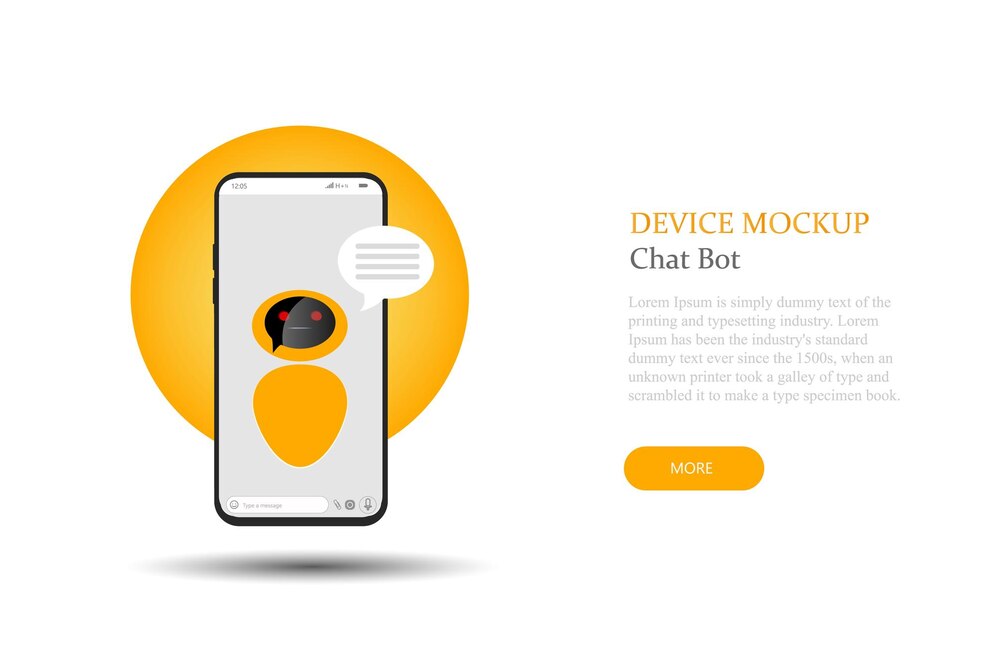 12:05
H+
DEVICE MOCKUP
Chat Bot
Lorem Ipsum is simply dummy text of the
printing and typesetting industry. Lorem
Ipsum has been the industry's standard
dummy text ever since the 1500s, when an
unknown printer took a galley of type and
scrambled it to make a type specimen book.
MORE
Type a message